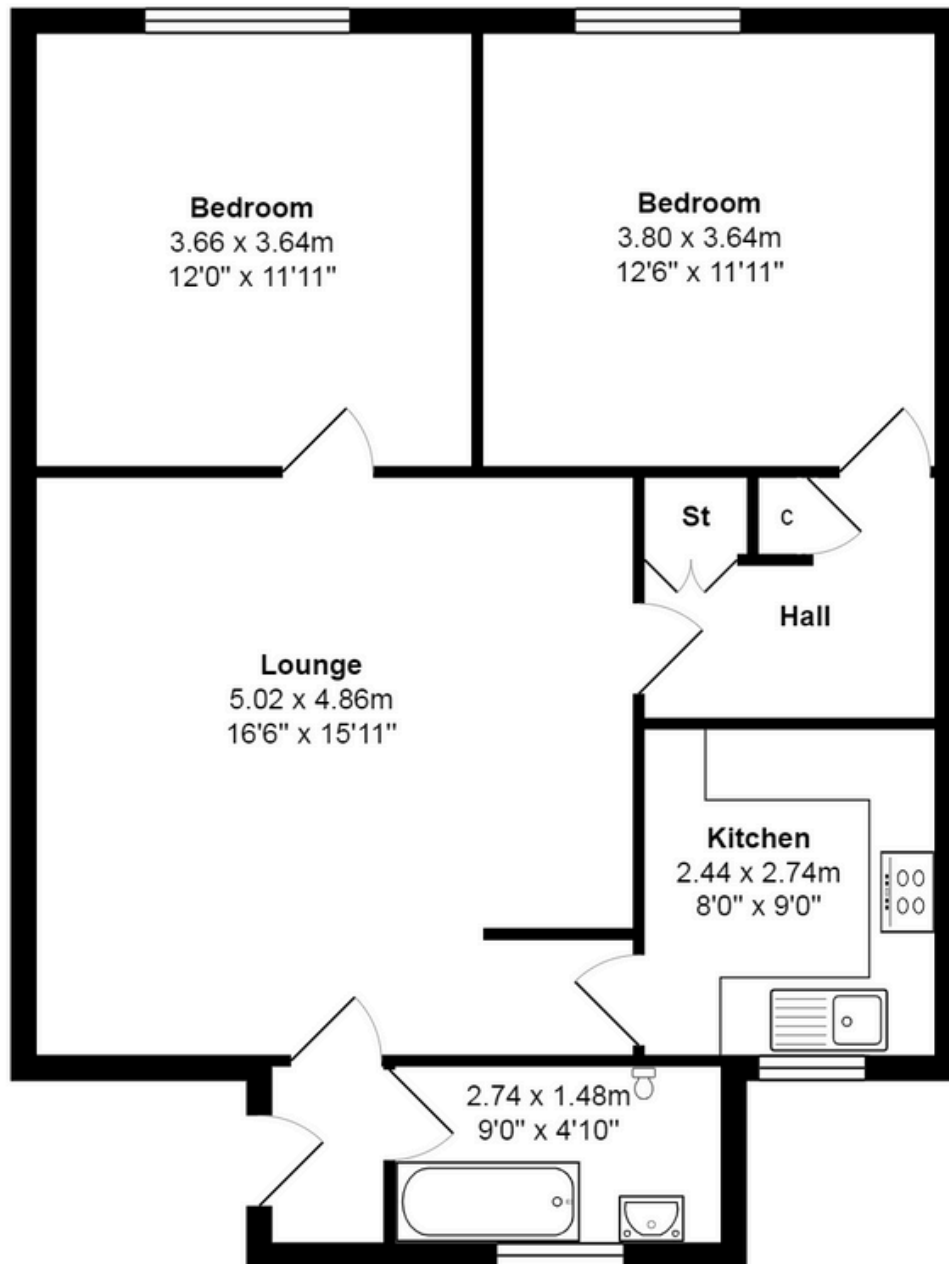 Bedroom
3.66 x 3.64m
12'0" x 11'11"
Bedroom
3.80 x 3.64m
12'6" x 11'11"
St
c
Hall
Lounge
5.02 x 4.86m
16'6" x 15'11"
Kitchen
2.44 x 2.74m
8'0" x 9'0"
2.74 x 1.48m
9'0" x 4'10"